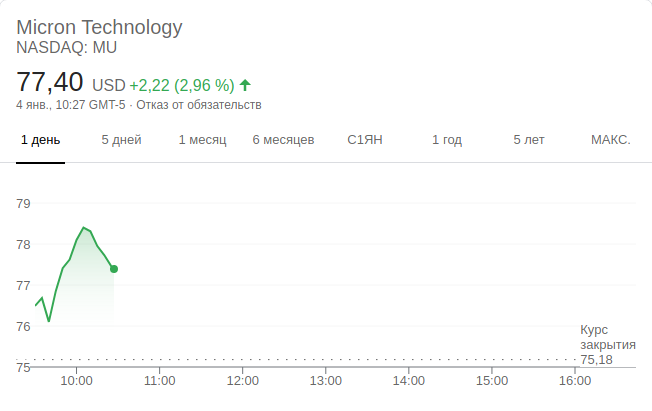 Micron Technology
NASDAQ: MU
77,40 USD +2,22 (2,96 %)
4 янв., 10:27 GMT-5 · Отказ от обязательств
1 день 5 дней 1 месяц 6 месяцев С1ЯН 1 год 5 лет МАКС.
79
78
77
76
Курс
закрытия
75,18
75
10:00 11:00 12:00 13:00 14:00 15:00 16:00